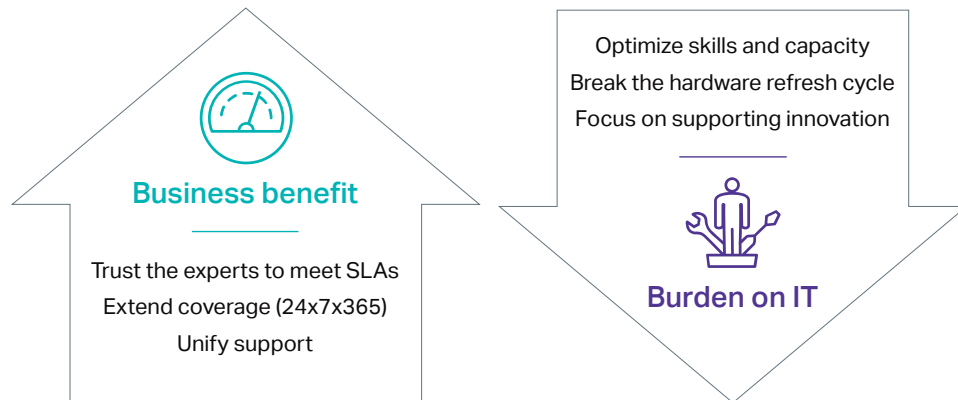 Business benefit
Trust the experts to meet SLAs
Extend coverage (24x7x365)
Unify support
Optimize skills and capacity
Break the hardware refresh cycle
Focus on supporting innovation
Burden on IT